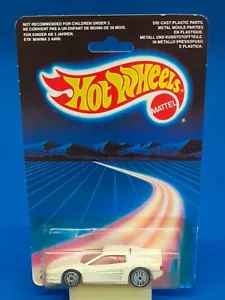 NOT RECOMMENDED FOR CHILDREN UNDER 3.
NE CONVIENT PAS A UN ENFANT DE MOINS DE 36 MOIS.
FÜR KINDER AB 3 JAHREN.
ETA' MINIMA 3 ANNI.
DIE CAST PLASTIC PARTS.
METAL MOULE PARTIES
EN PLASTIQUE.
METALL UND KUNSTSTOFFTEILE.
IN METALLO PRESSOFUSO
E PLASTICA.
Hot Wheels
MATTEL